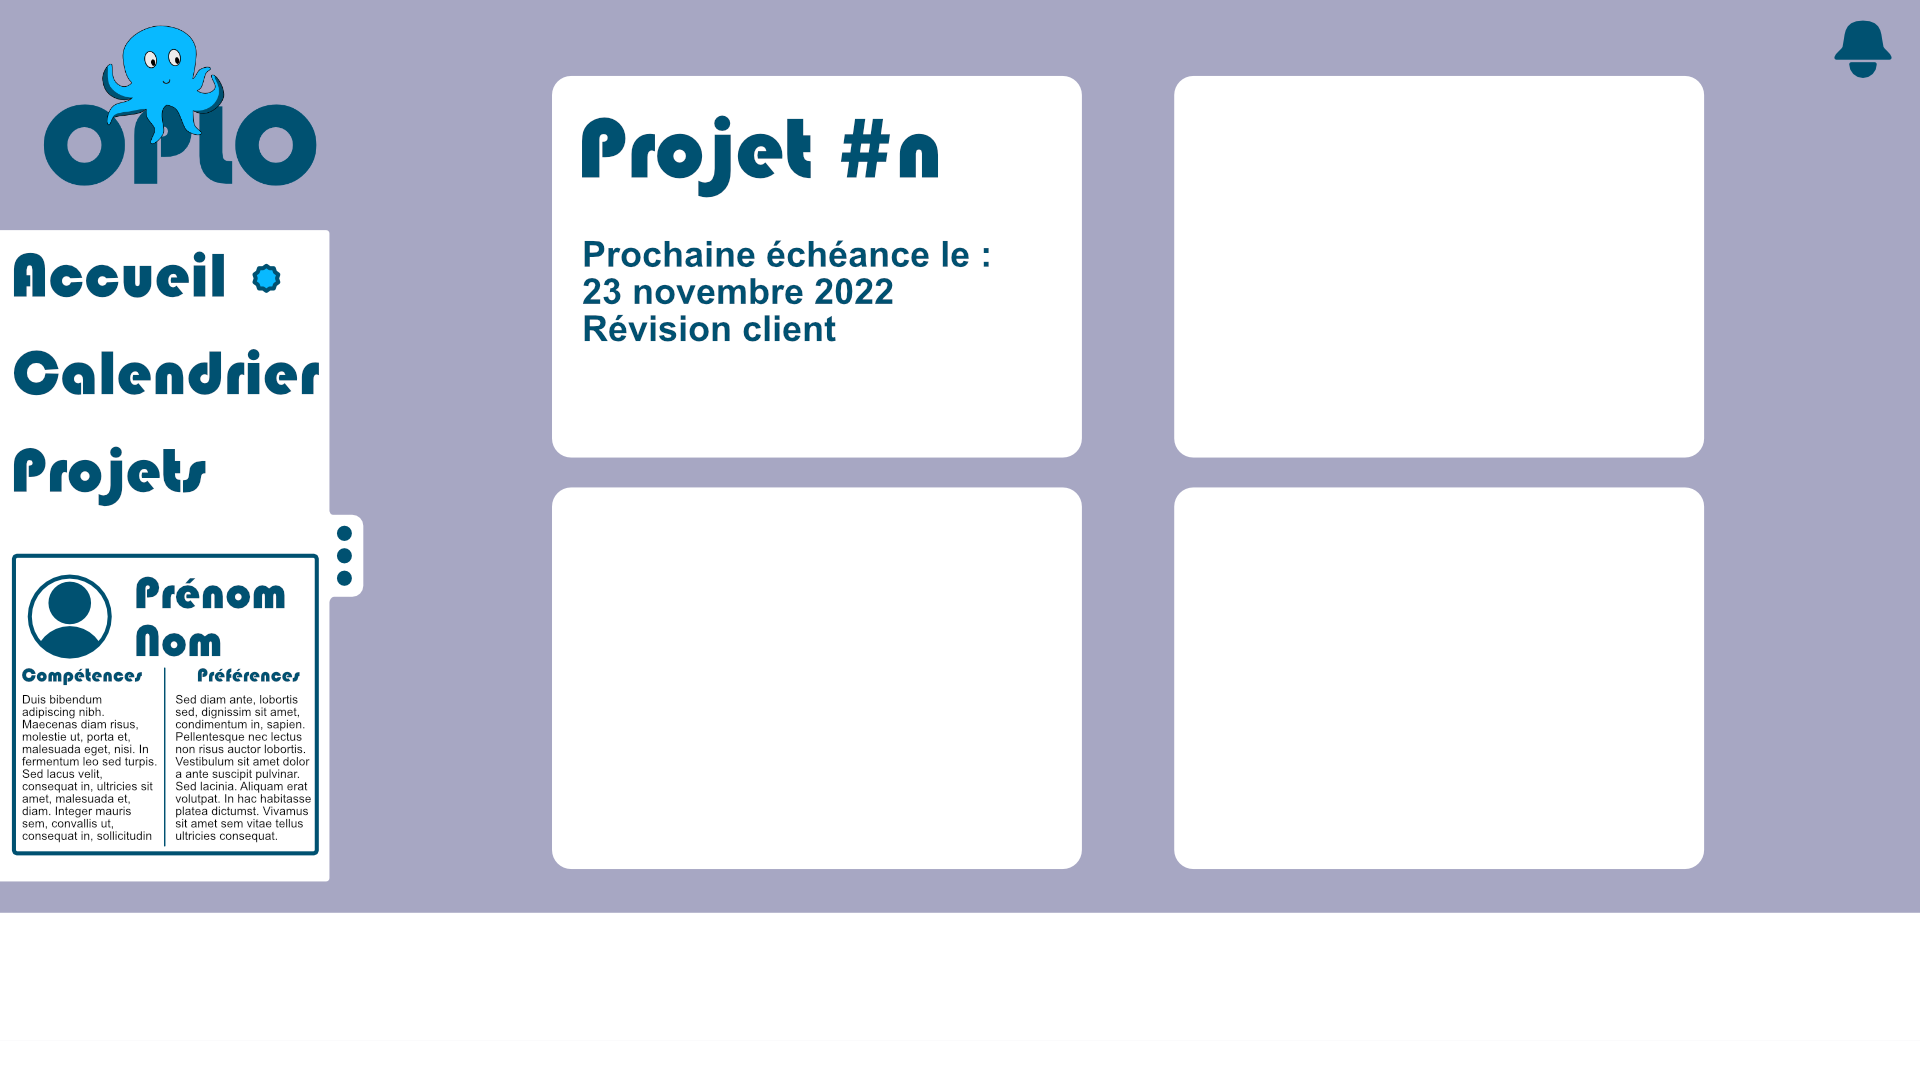 OPLO
Accueil
Calendrier
Projets
Prénom
Nom
Compétences
Duis bibendum
adipiscing nibh.
Maecenas diam risus,
molestie ut, porta et,
malesuada eget, nisi. In
fermentum leo sed turpis.
Sed lacus velit,
consequat in, ultricies sit
amet, malesuada et,
diam. Integer mauris
sem, convallis ut,
consequat in, sollicitudin
Préférences
Sed diam ante, lobortis
sed, dignissim sit amet,
condimentum in, sapien.
Pellentesque nec lectus
non risus auctor lobortis.
Vestibulum sit amet dolor
a ante suscipit pulvinar.
Sed lacinia. Aliquam erat
volutpat. In hac habitasse
platea dictumst. Vivamus
sit amet sem vitae tellus
ultricies consequat.
Projet #n
Prochaine échéance le :
23 novembre 2022
Révision client